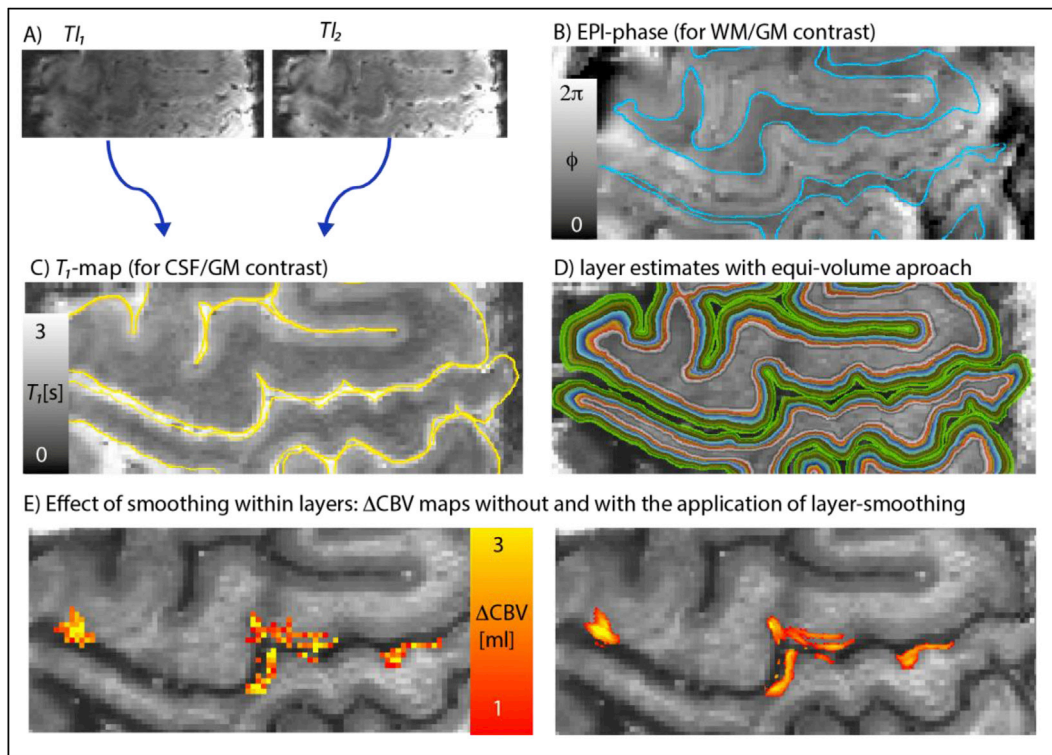 A) TI₁ TI₂
B) EPI-phase (for WM/GM contrast)
2π
ϕ
0
C) T₁-map (for CSF/GM contrast)
3
T₁[s]
0
D) layer estimates with equi-volume aproach
E) Effect of smoothing within layers: ΔCBV maps without and with the application of layer-smoothing
3
ΔCBV
[ml]
1